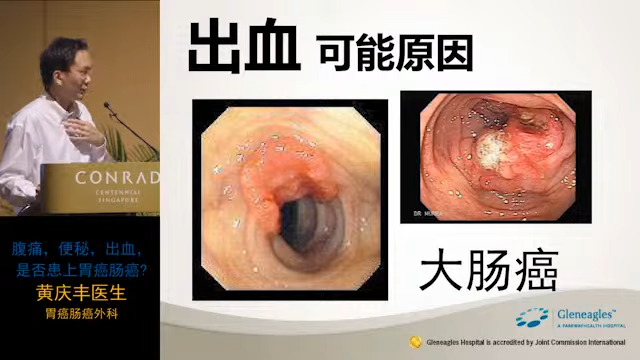 出血 可能原因
CONRAD
CENTENNIAL
SINGAPORE
DR MURRA
腹痛，便秘，出血，
是否患上胃癌肠癌?
黄庆丰医生
胃癌肠癌外科
大肠癌
Gleneagles™
A PARKWAYHEALTH HOSPITAL
Gleneagles Hospital is accredited by Joint Commission International